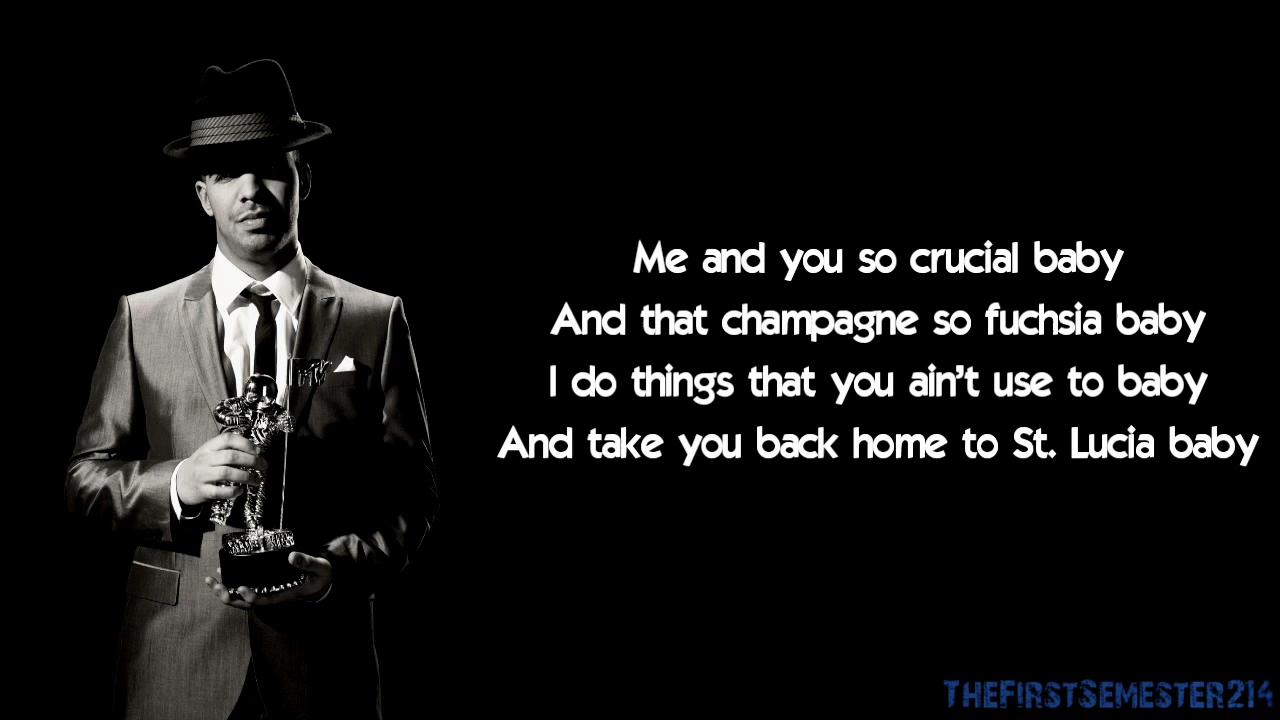 Me and you so crucial baby
And that champagne so fuchsia baby
I do things that you ain't use to baby
And take you back home to St. Lucia baby
THEFIRSTSEMESTER214